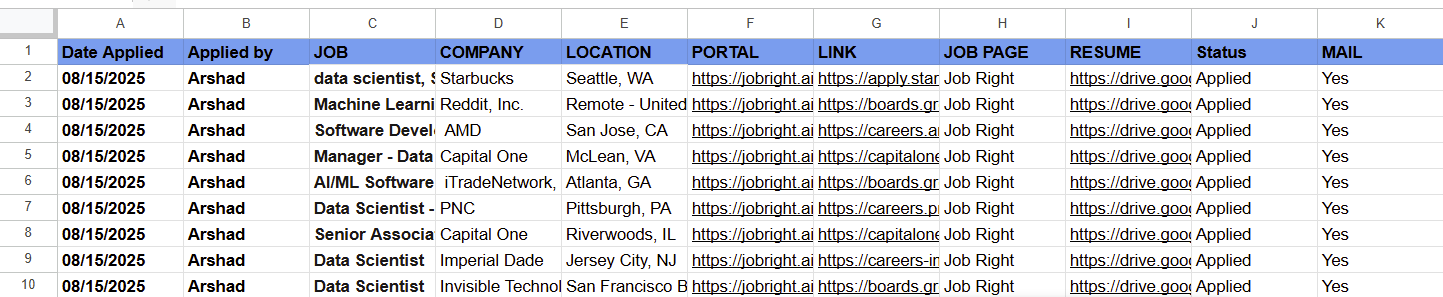 A B C D E F G H I J K
1 Date Applied Applied by JOB COMPANY LOCATION PORTAL LINK JOB PAGE RESUME Status MAIL
2 08/15/2025 Arshad data scientist, S Starbucks Seattle, WA https://jobright.ai https://apply.star Job Right https://drive.goog Applied Yes
3 08/15/2025 Arshad Machine Learni Reddit, Inc. Remote - United https://jobright.ai https://boards.gr Job Right https://drive.goog Applied Yes
4 08/15/2025 Arshad Software Devel AMD San Jose, CA https://jobright.ai https://careers.a Job Right https://drive.goog Applied Yes
5 08/15/2025 Arshad Manager - Data Capital One McLean, VA https://jobright.ai https://capitalone Job Right https://drive.goog Applied Yes
6 08/15/2025 Arshad AI/ML Software iTradeNetwork, Atlanta, GA https://jobright.ai https://boards.gr Job Right https://drive.goog Applied Yes
7 08/15/2025 Arshad Data Scientist - PNC Pittsburgh, PA https://jobright.ai https://careers.p Job Right https://drive.goog Applied Yes
8 08/15/2025 Arshad Senior Associa Capital One Riverwoods, IL https://jobright.ai https://capitalone Job Right https://drive.goog Applied Yes
9 08/15/2025 Arshad Data Scientist Imperial Dade Jersey City, NJ https://jobright.ai https://careers-i Job Right https://drive.goog Applied Yes
10 08/15/2025 Arshad Data Scientist Invisible Technol San Francisco B https://jobright.ai https://boards.gr Job Right https://drive.goog Applied Yes